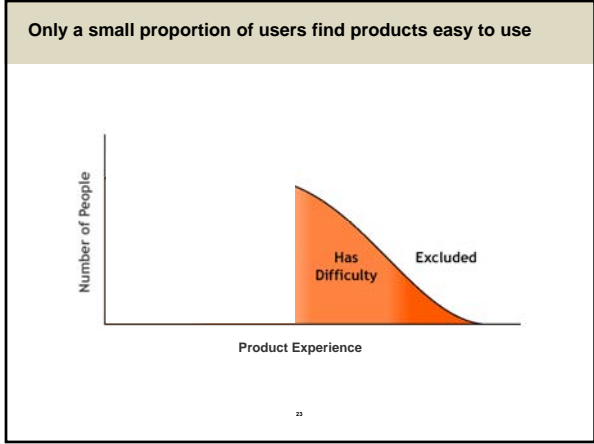 Only a small proportion of users find products easy to use
Number of People
Has
Difficulty
Excluded
Product Experience
23